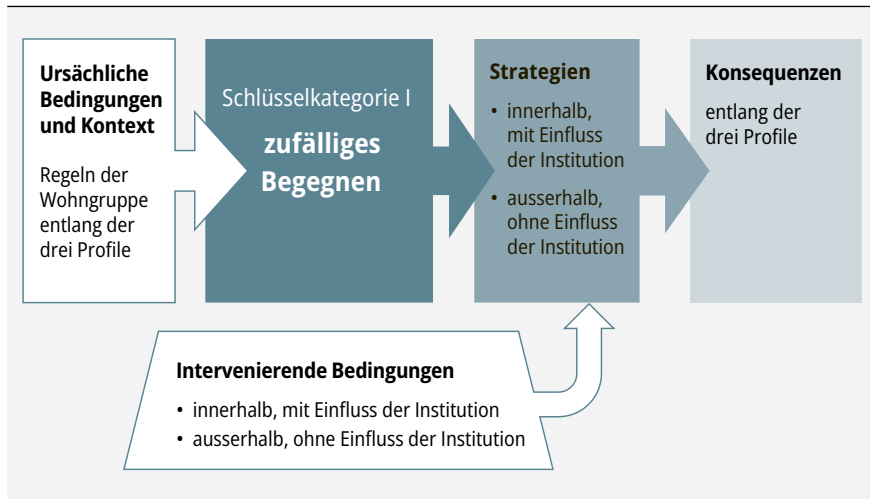 Ursächliche
Bedingungen
und Kontext
Regeln der
Wohngruppe
entlang der
drei Profile
Schlüsselkategorie I
zufälliges
Begegnen
Strategien
• innerhalb,
mit Einfluss
der Institution
• ausserhalb,
ohne Einfluss
der Institution
Konsequenzen
entlang der
drei Profile
Intervenierende Bedingungen
• innerhalb, mit Einfluss der Institution
• ausserhalb, ohne Einfluss der Institution